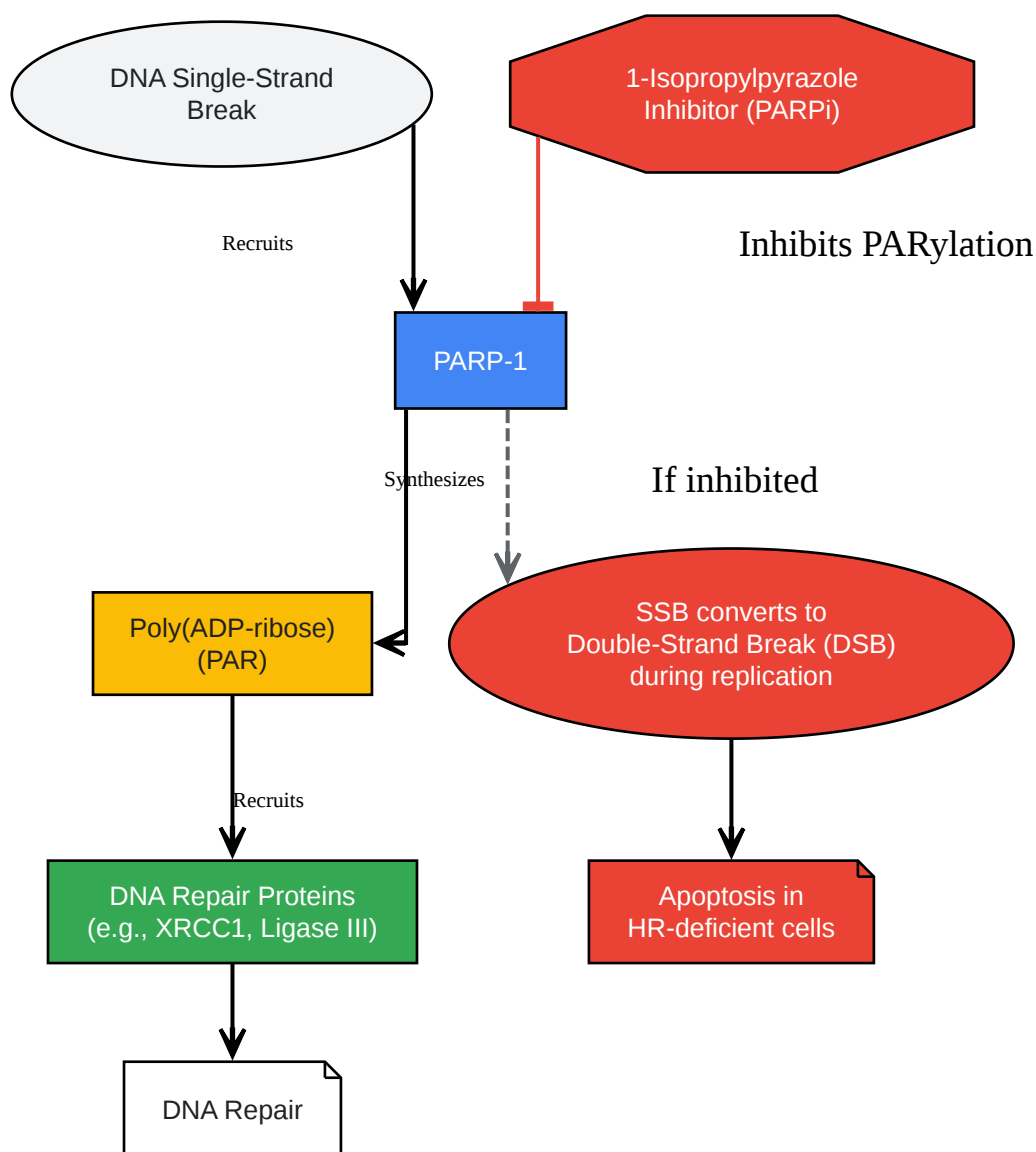 DNA Single-Strand
Break
1-Isopropylpyrazole
Inhibitor (PARPi)
Recruits
Inhibits PARylation
PARP-1
Synthesizes
If inhibited
Poly(ADP-ribose)
(PAR)
SSB converts to
Double-Strand Break (DSB)
during replication
Recruits
DNA Repair Proteins
(e.g., XRCC1, Ligase III)
Apoptosis in
HR-deficient cells
DNA Repair